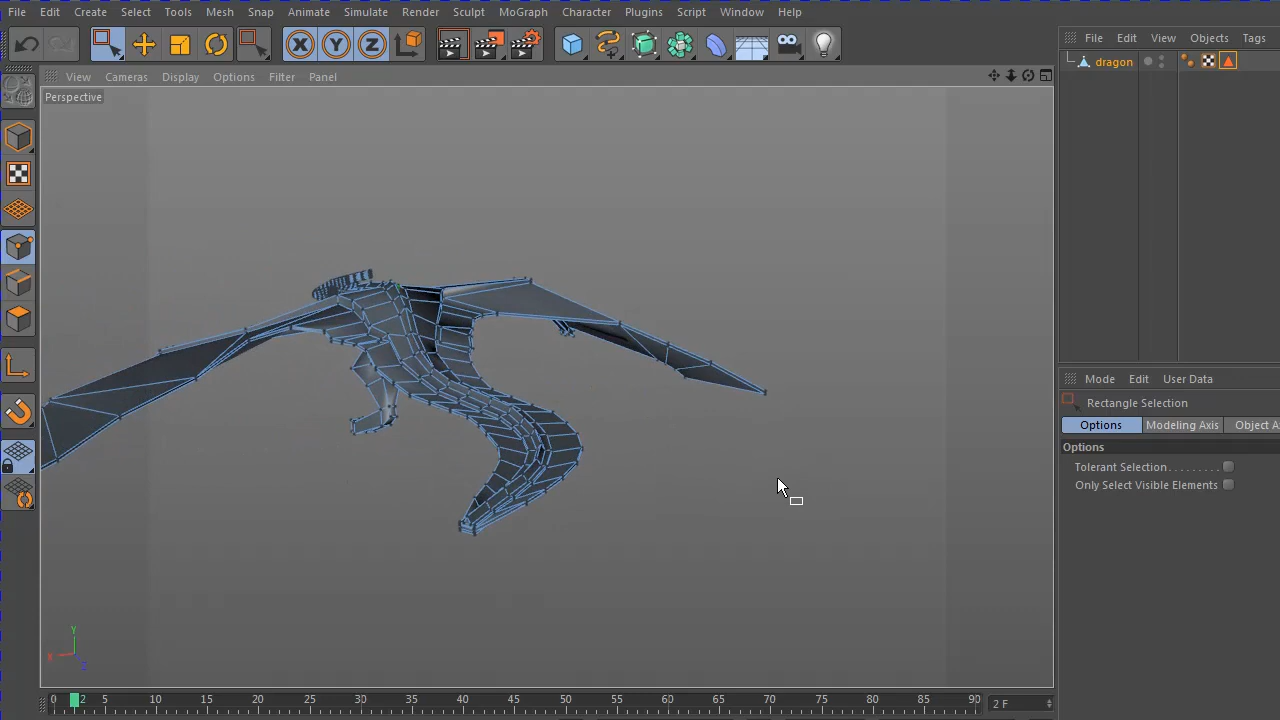 File Edit Create Select Tools Mesh Snap Animate Simulate Render Sculpt MoGraph Character Plugins Script Window Help
X Y Z
View Cameras Display Options Filter Panel
Perspective
File Edit View Objects Tags
dragon
Mode Edit User Data
Rectangle Selection
Options Modeling Axis Object A
Options
Tolerant Selection . . . . . . . .
Only Select Visible Elements
Y
X
Z
0 2 5 10 15 20 25 30 35 40 45 50 55 60 65 70 75 80 85 90
2 F